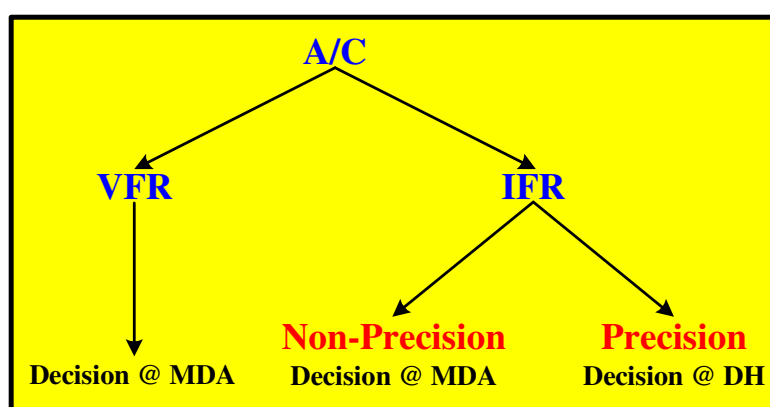 A/C
VFR
IFR
Non-Precision
Precision
Decision @ MDA
Decision @ MDA
Decision @ DH